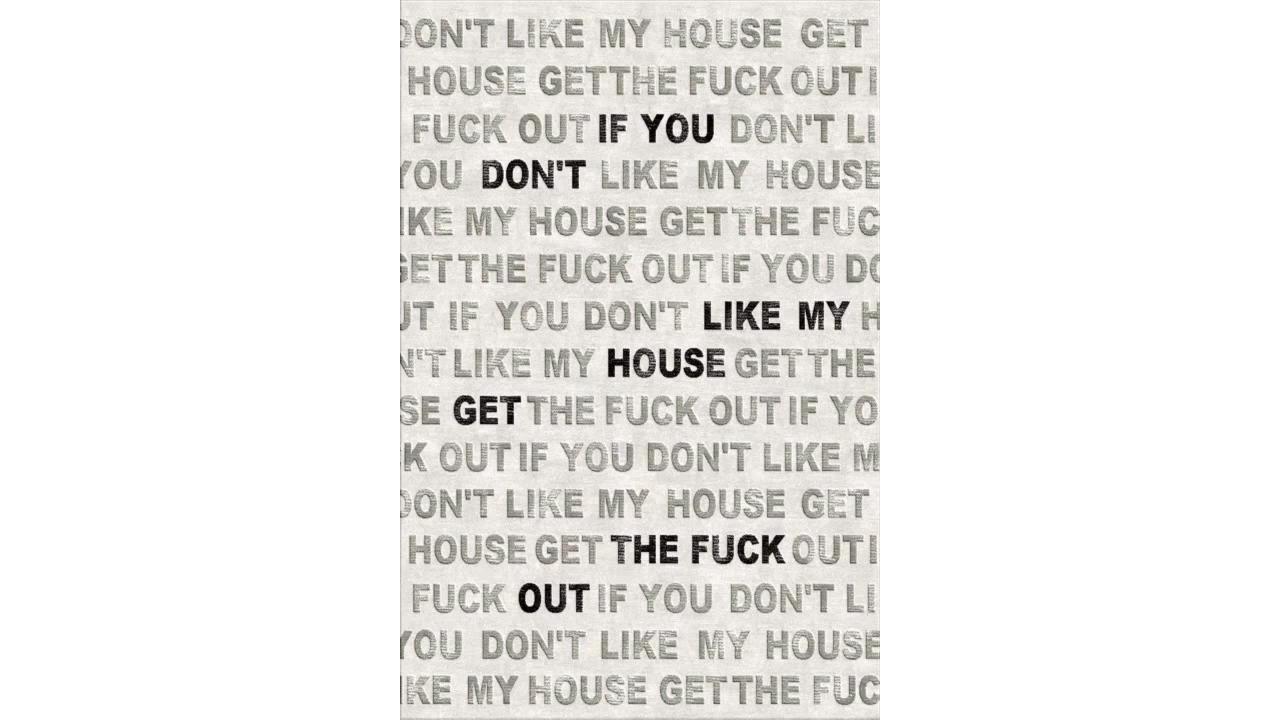 DON'T LIKE MY HOUSE GET
HOUSE GET THE FUCK OUT I
FUCK OUT IF YOU DON'T LI
YOU DON'T LIKE MY HOUSE
IKE MY HOUSE GET THE FUC
GET THE FUCK OUT IF YOU DO
UT IF YOU DON'T LIKE MY H
N'T LIKE MY HOUSE GET THE
SE GET THE FUCK OUT IF YO
K OUT IF YOU DON'T LIKE M
DON'T LIKE MY HOUSE GET
HOUSE GET THE FUCK OUT I
FUCK OUT IF YOU DON'T LI
YOU DON'T LIKE MY HOUSE
IKE MY HOUSE GET THE FUC